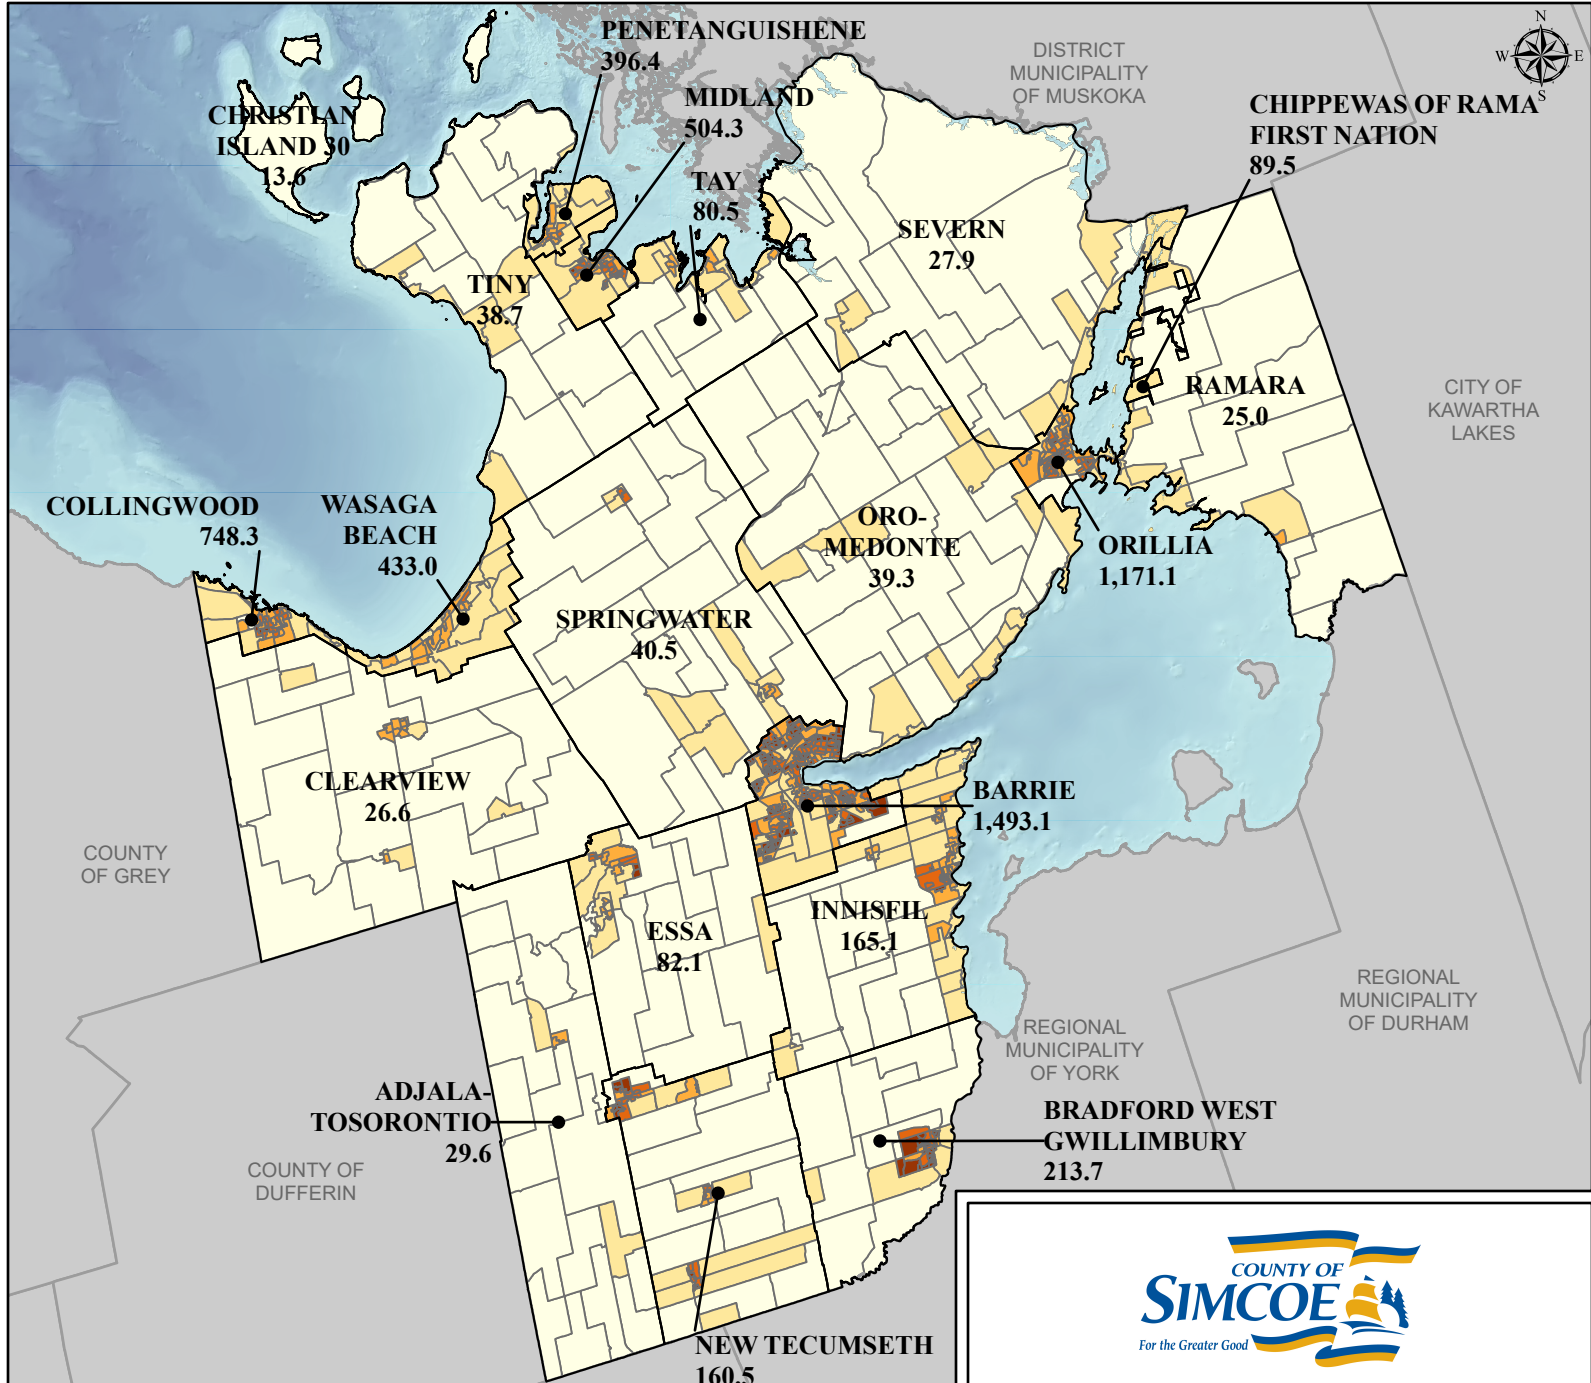 PENETANGUISHENE
396.4
MIDLAND
504.3
TAY
80.5
DISTRICT
MUNICIPALITY
OF MUSKOKA
N
W
E
S
CHIPPEWAS OF RAMA
FIRST NATION
89.5
CHRISTIAN
ISLAND 30
13.6
SEVERN
27.9
TINY
38.7
RAMARA
25.0
CITY OF
KAWARTHA
LAKES
COLLINGWOOD
748.3
WASAGA
BEACH
433.0
ORO-
MEDONTE
39.3
ORILLIA
1,171.1
SPRINGWATER
40.5
CLEARVIEW
26.6
BARRIE
1,493.1
COUNTY
OF GREY
ESSA
82.1
INNISFIL
165.1
REGIONAL
MUNICIPALITY
OF DURHAM
REGIONAL
MUNICIPALITY
OF YORK
ADJALA-
TOSORONTIO
29.6
BRADFORD WEST
GWILLIMBURY
213.7
COUNTY OF
DUFFERIN
NEW TECUMSETH
160.5
COUNTY OF
SIMCOE
For the Greater Good